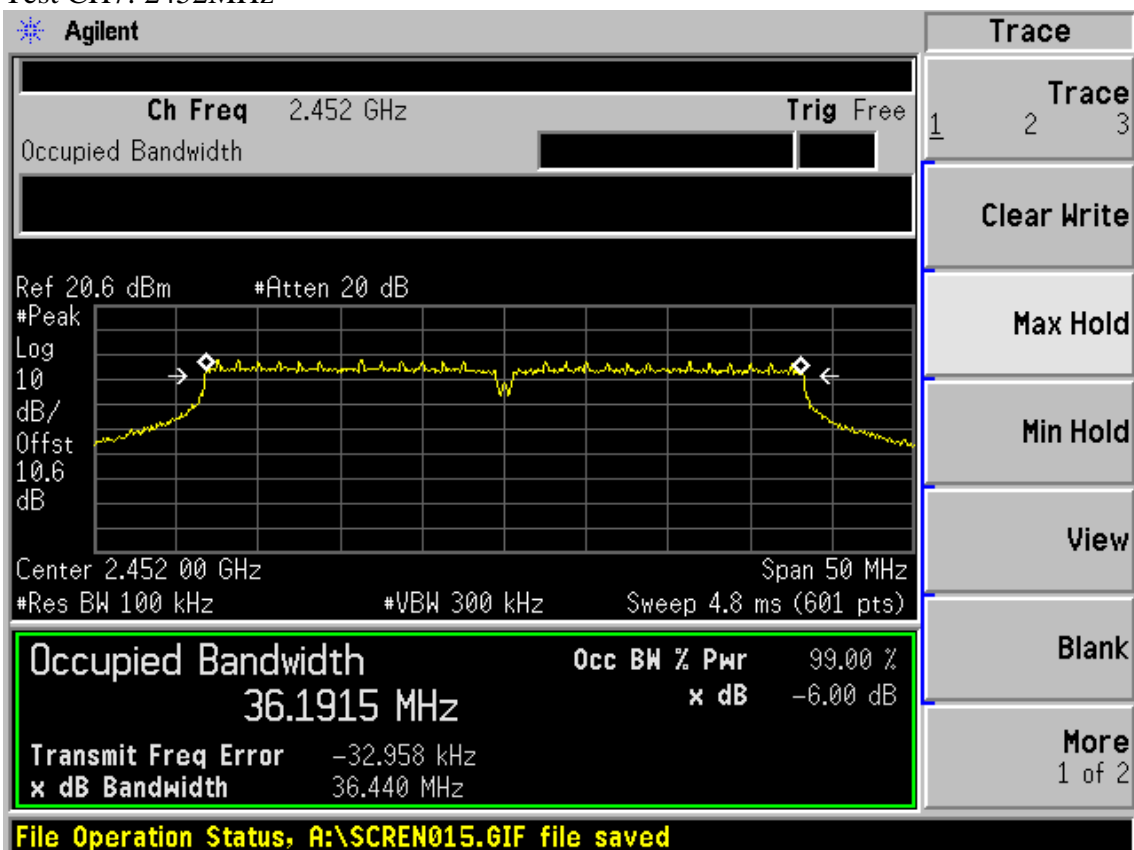 Test CH7: 2452MHz
Agilent
Trace
Ch Freq 2.452 GHz Trig Free
Occupied Bandwidth
Trace
1 2 3
Clear Write
Max Hold
Min Hold
View
Blank
More
1 of 2
Ref 20.6 dBm #Atten 20 dB
#Peak
Log
10
dB/
Offst
10.6
dB
Center 2.452 00 GHz Span 50 MHz
#Res BW 100 kHz #VBW 300 kHz Sweep 4.8 ms (601 pts)
Occupied Bandwidth
36.1915 MHz
Occ BW % Pwr 99.00 %
x dB -6.00 dB
Transmit Freq Error -32.958 kHz
x dB Bandwidth 36.440 MHz
File Operation Status, A:\SCREN015.GIF file saved